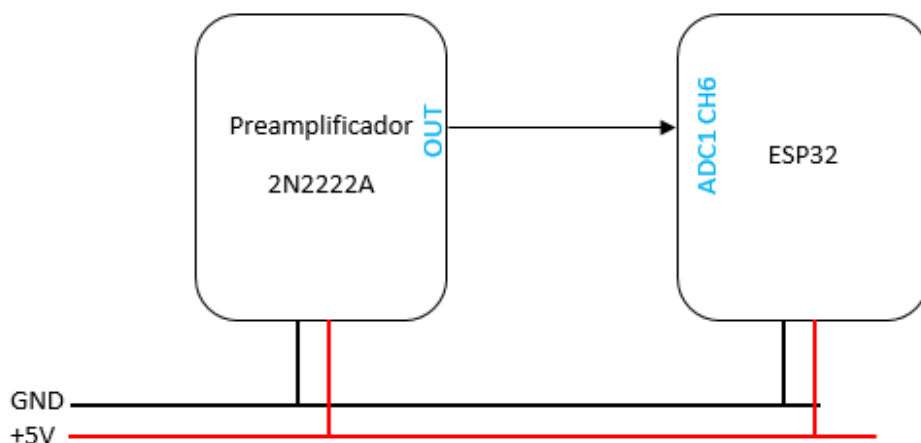 Preamplificador
2N2222A
OUT
ADC1 CH6
ESP32
GND
+5V